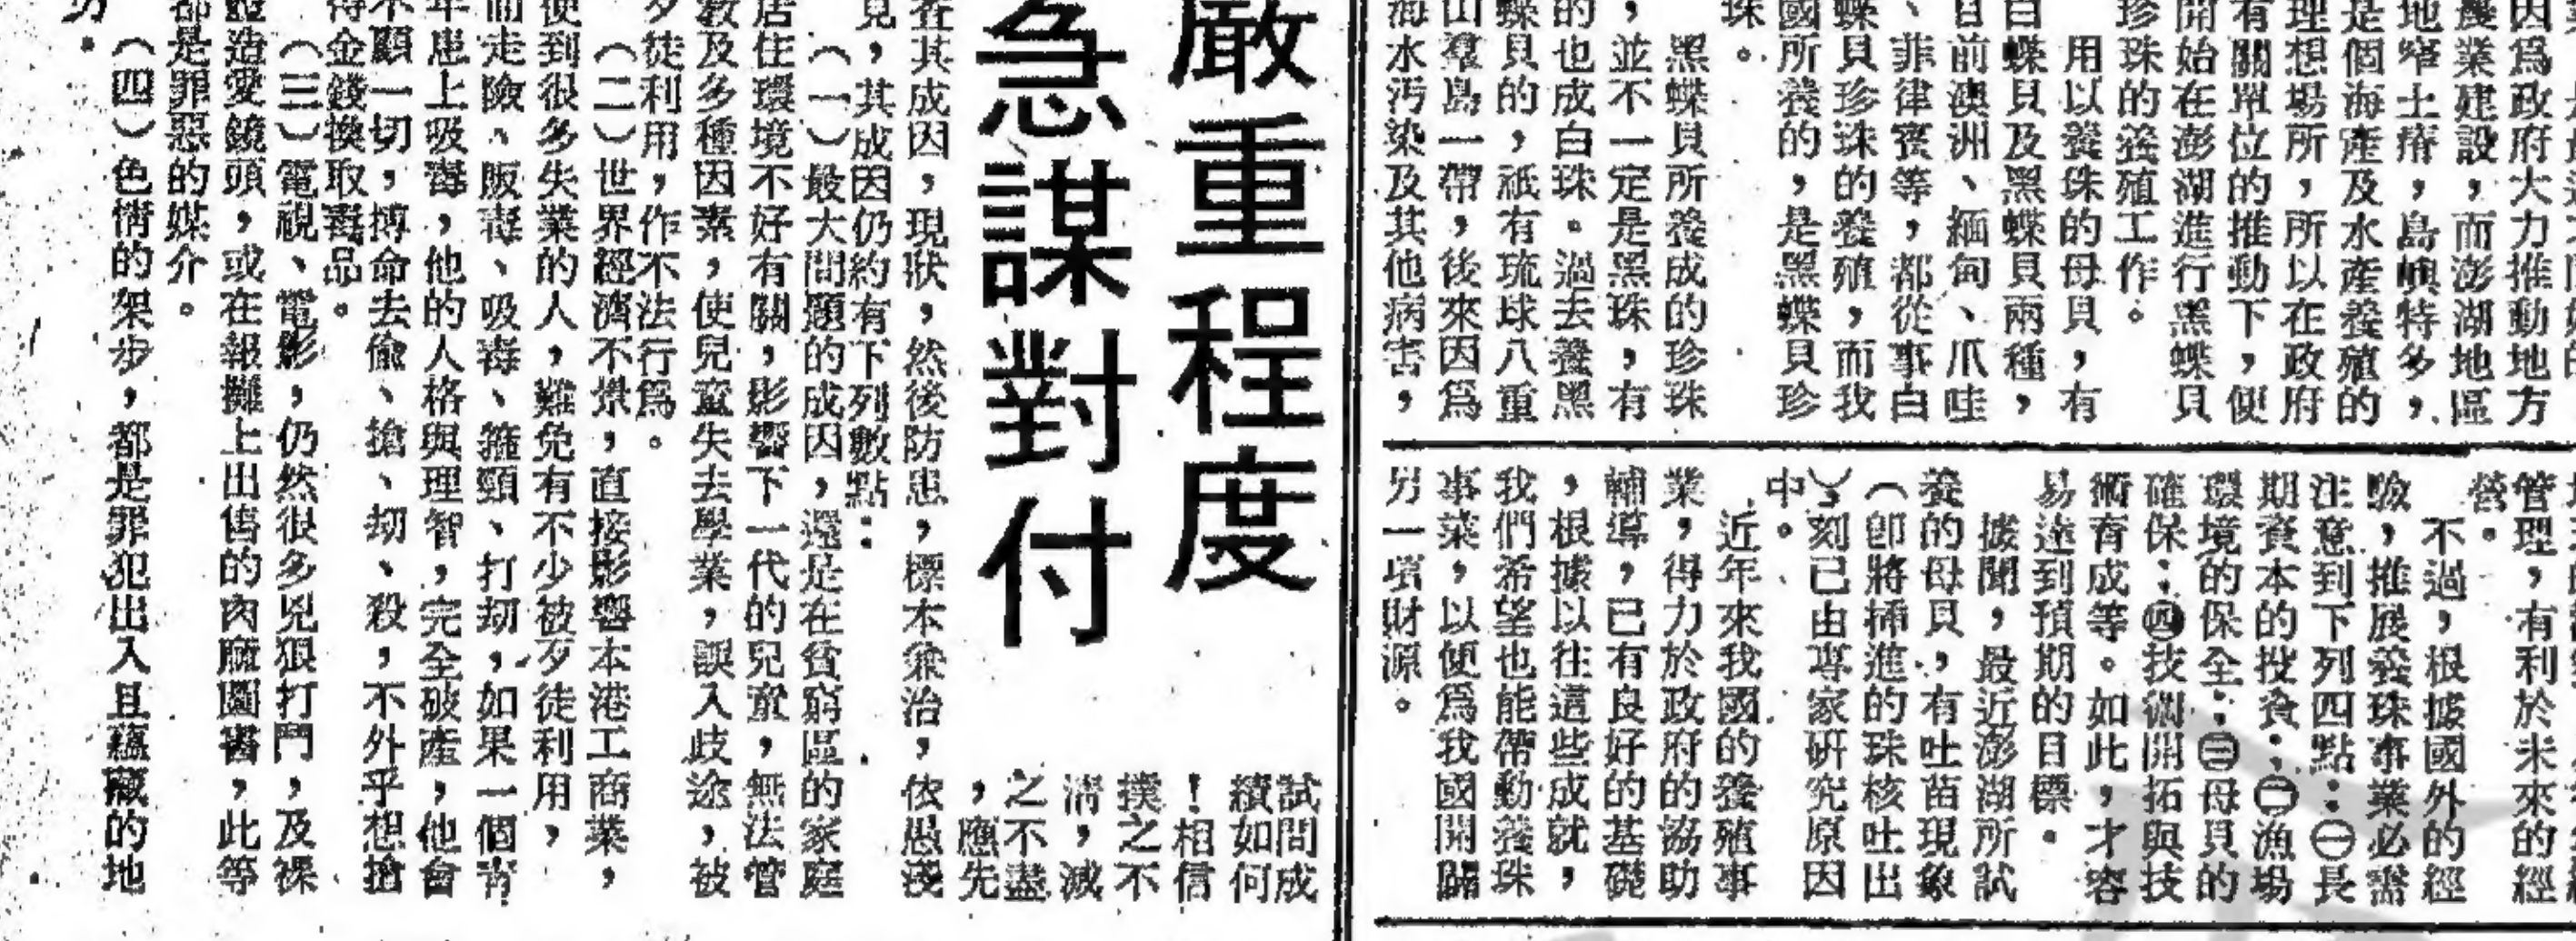 因爲政府大力推動地方
農業建設，而澎湖地區
地窄土瘠，島嶼特多，
是個海產及水產養殖的
理想場所，所以在政府
有關單位的推動下，便
開始在澎湖進行黑蝶貝
珍珠的養殖工作。
用以養珠的母貝，有
白蝶貝及黑蝶貝兩種，
目前澳洲、緬甸、爪哇
、菲律賓等，都從事白
蝶貝珍珠的養殖，而我
國所養的，是黑蝶貝珍
珠。
黑蝶貝所養成的珍珠
，並不一定是黑珠，有
的也成白珠。過去養黑
蝶貝的，祇有琉球八重
山羣島一帶，後來因爲
海水汚染及其他病害，
管理，有利於未來的經
營。
不過，根據國外的經
驗，推展養珠事業必需
注意到下列四點：㊀長
期資本的投資；㊁漁場
環境的保全；㊂母貝的
確保；㊃技術開拓與技
術育成等。如此，才容
易達到預期的目標。
據聞，最近澎湖所試
養的母貝，有吐苗現象
（卽將揷進的珠核吐出
），刻已由專家研究原因
中。
近年來我國的養殖事
業，得力於政府的協助
輔導，已有良好的基礎
，根據以往這些成就，
我們希望也能帶動養珠
事業，以便爲我國開闢
另一項財源。
嚴重程度
急謀對付
試問成
績如何
！相信
撲之不
淸，滅
之不盡
，應先
在其成因，現狀，然後防患，標本兼治，依愚淺
見，其成因仍約有下列數點：
（一）最大問題的成因，還是在貧窮區的家庭
居住環境不好有關，影響下一代的兒童，無法管
敎及多種因素，使兒童失去學業，誤入歧途，被
歹徒利用，作不法行爲。
（二）世界經濟不景，直接影響本港工商業，
使到很多失業的人，難免有不少被歹徒利用，
而走險，販毒、吸毒、箍頸、打刼，如果一個靑
年患上吸毒，他的人格與理智，完全破產，他會
不顧一切，搏命去偸、搶、刧、殺，不外乎想搶
得金錢換取毒品。
（三）電視、電影，仍然很多兇狠打鬥，及裸
體造愛鏡頭，或在報攤上出售的肉麻圖書，此等
都是罪惡的媒介。
（四）色情的架步，都是罪犯出入且蘊藏的地
方。